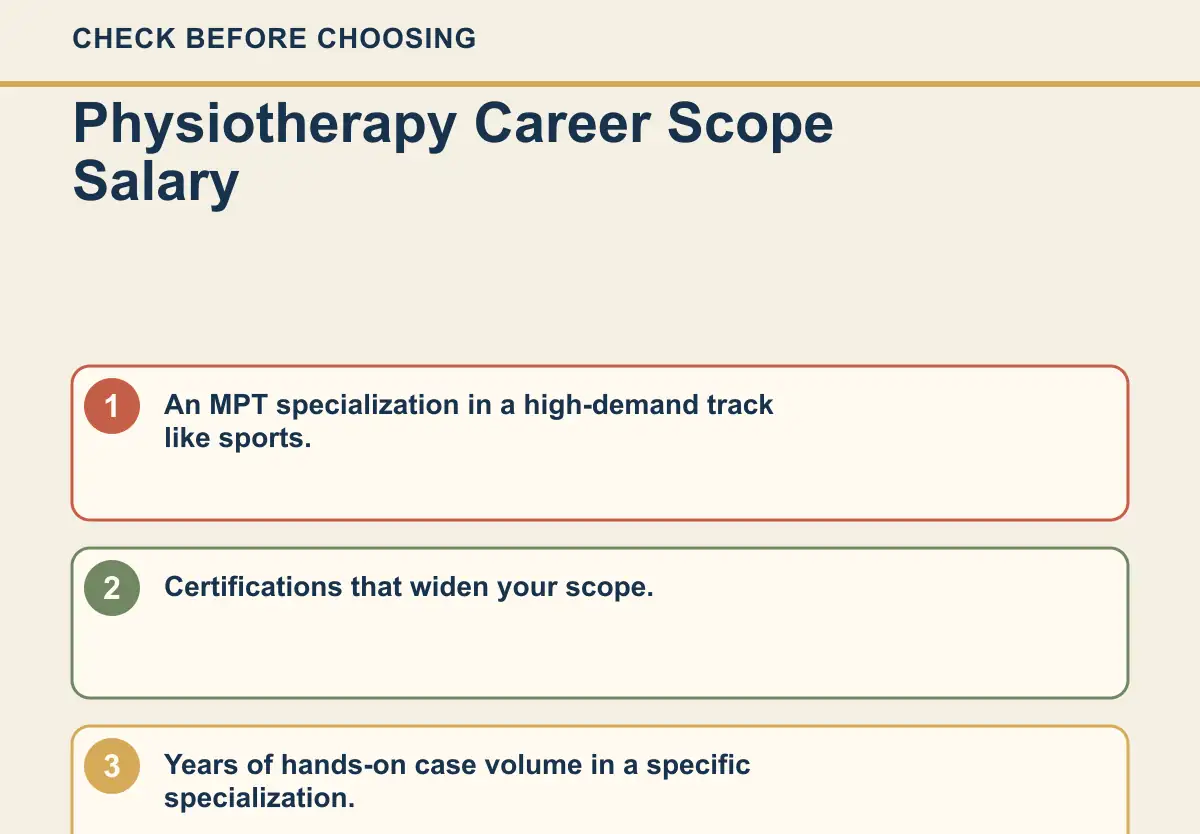 CHECK BEFORE CHOOSING
Physiotherapy Career Scope
Salary
1
An MPT specialization in a high-demand track
like sports.
2
Certifications that widen your scope.
3
Years of hands-on case volume in a specific
specialization.